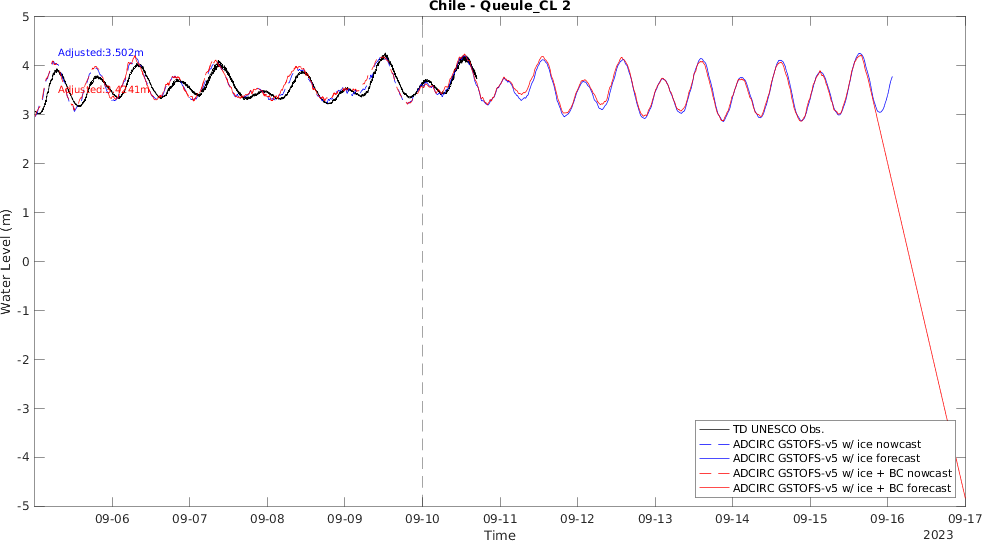 Chile - Queule_CL 2
5
4
3
2
1
0
-1
-2
-3
-4
-5
Water Level (m)
Adjusted:3.502m
TD UNESCO Obs.
ADCIRC GSTOFS-v5 w/ ice nowcast
ADCIRC GSTOFS-v5 w/ ice forecast
ADCIRC GSTOFS-v5 w/ ice + BC nowcast
ADCIRC GSTOFS-v5 w/ ice + BC forecast
09-06 09-07 09-08 09-09 09-10 09-11 09-12 09-13 09-14 09-15 09-16 09-17
Time
2023